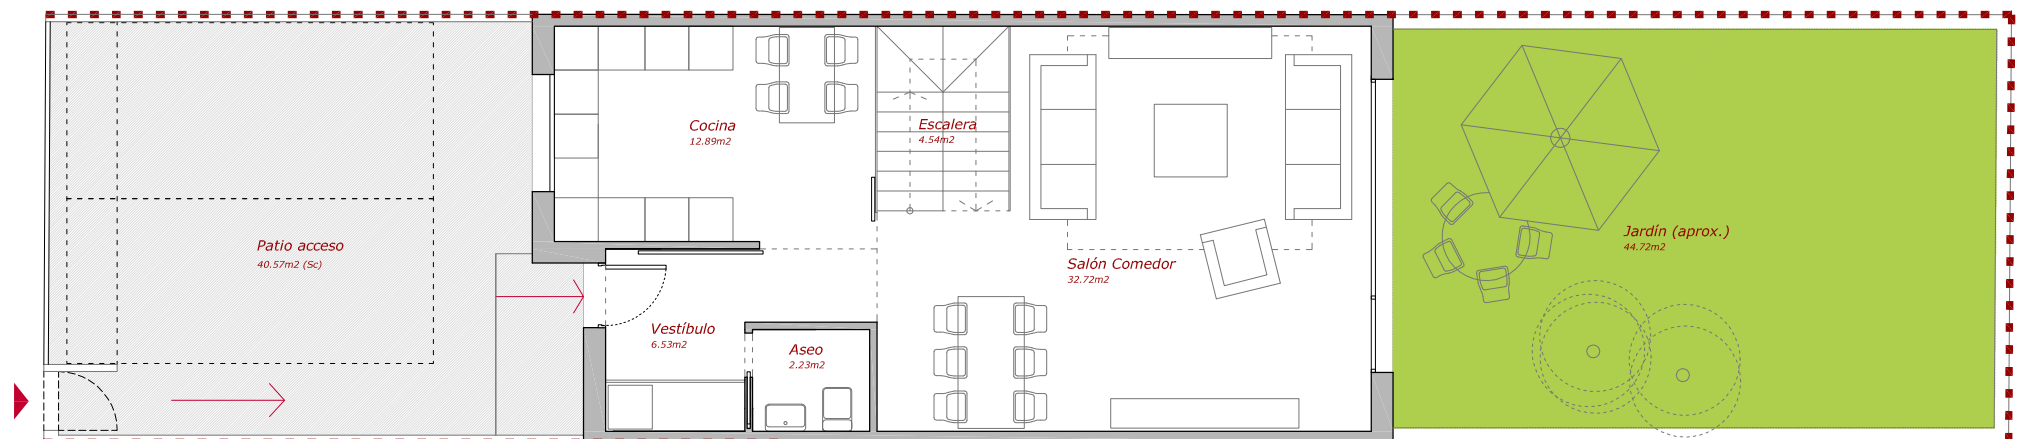 Patio acceso
40.57m2 (Sc)
Cocina
12.89m2
Escalera
4.54m2
Vestíbulo
6.53m2
Aseo
2.23m2
Salón Comedor
32.72m2
Jardín (aprox.)
44.72m2